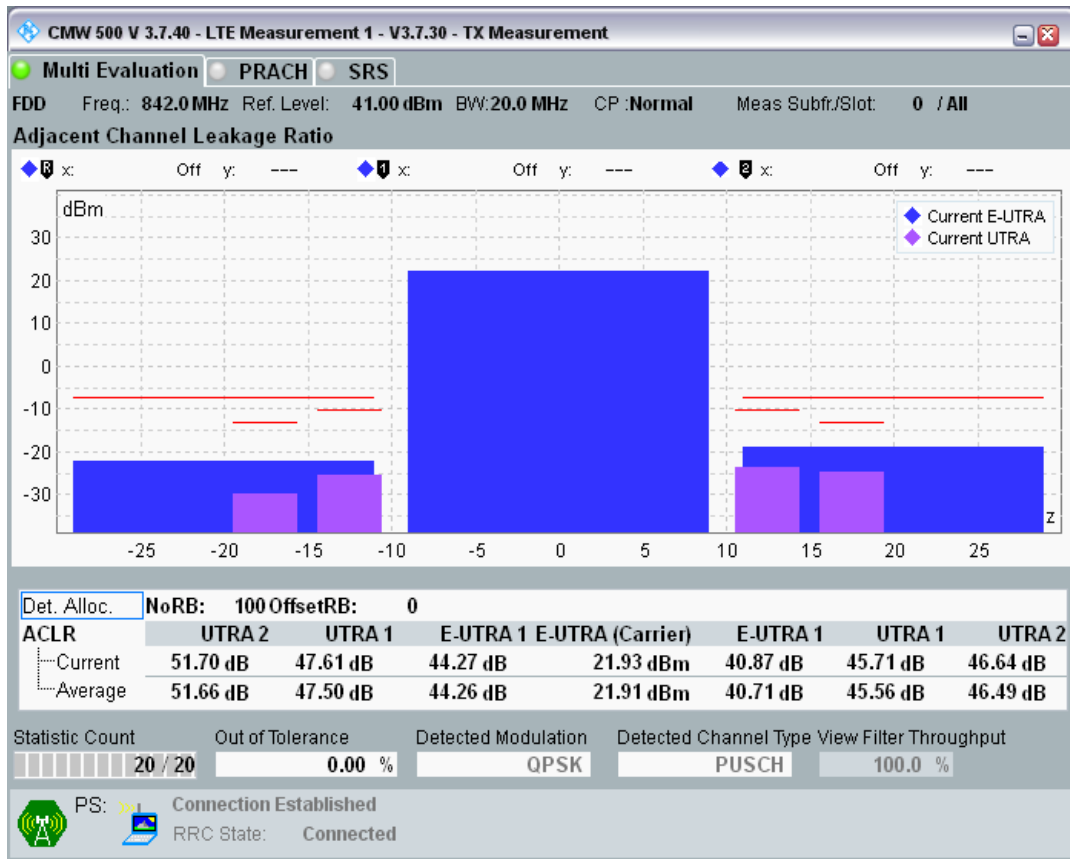 CMW 500 V 3.7.40 - LTE Measurement 1 - V3.7.30 - TX Measurement
Multi Evaluation PRACH SRS
FDD Freq.: 842.0 MHz Ref. Level: 41.00 dBm BW: 20.0 MHz CP : Normal Meas Subfr./Slot: 0 / All
Adjacent Channel Leakage Ratio
R x: Off y: --- 1 x: Off y: --- 2 x: Off y: ---
dBm
Current E-UTRA
Current UTRA
30
20
10
0
-10
-20
-30
z
-25 -20 -15 -10 -5 0 5 10 15 20 25
Det. Alloc. NoRB: 100 OffsetRB: 0
ACLR UTRA 2 UTRA 1 E-UTRA 1 E-UTRA (Carrier) E-UTRA 1 UTRA 1 UTRA 2
Current 51.70 dB 47.61 dB 44.27 dB 21.93 dBm 40.87 dB 45.71 dB 46.64 dB
Average 51.66 dB 47.50 dB 44.26 dB 21.91 dBm 40.71 dB 45.56 dB 46.49 dB
Statistic Count Out of Tolerance Detected Modulation Detected Channel Type View Filter Throughput
20 / 20 0.00 % QPSK PUSCH 100.0 %
PS: Connection Established
RRC State: Connected